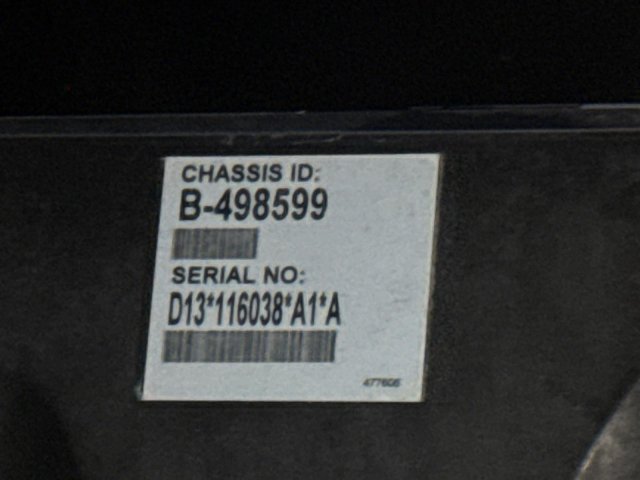 CHASSIS ID:
B-498599
SERIAL NO:
D13*116038*A1*A